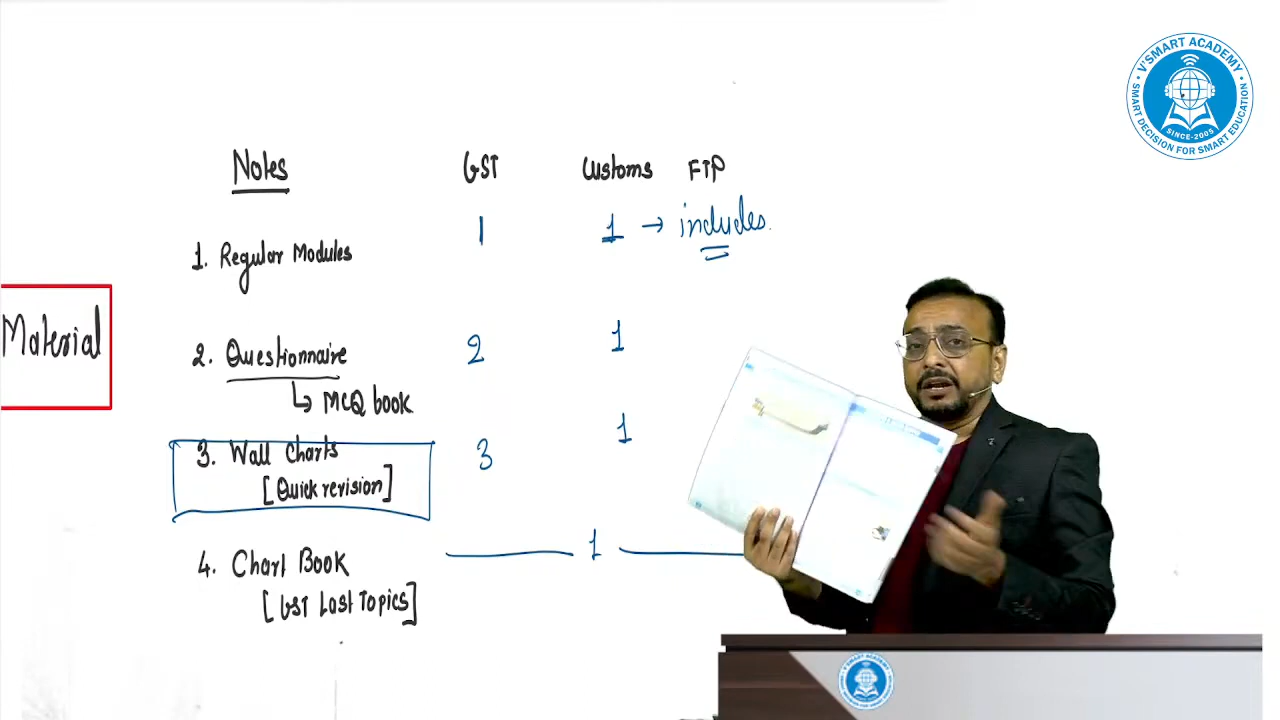 V'SMART ACADEMY
SMART DECISION FOR SMART EDUCATION
SINCE-2005
Notes GST Customs FTP
1. Regular Modules 1 1 → includes.
Material
2. Questionnaire 2 1
↳ MCQ book
3. Wall Charts 3 1
[Quick revision]
4. Chart Book 1
[GST Last Topics]